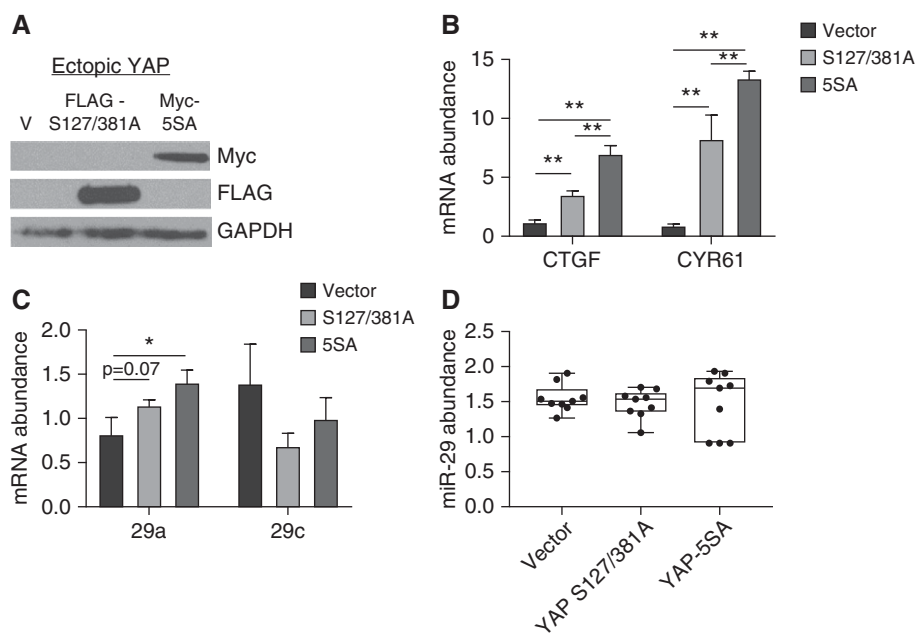 A
Ectopic YAP
V
FLAG -
S127/381A
Myc-
5SA
Myc
FLAG
GAPDH
B
Vector
S127/381A
5SA
mRNA abundance
15
10
5
0
**
**
**
**
**
**
CTGF
CYR61
C
Vector
S127/381A
5SA
mRNA abundance
2.0
1.5
1.0
0.5
0.0
*
p=0.07
29a
29c
D
miR-29 abundance
2.5
2.0
1.5
1.0
0.5
0.0
Vector
YAP S127/381A
YAP-5SA